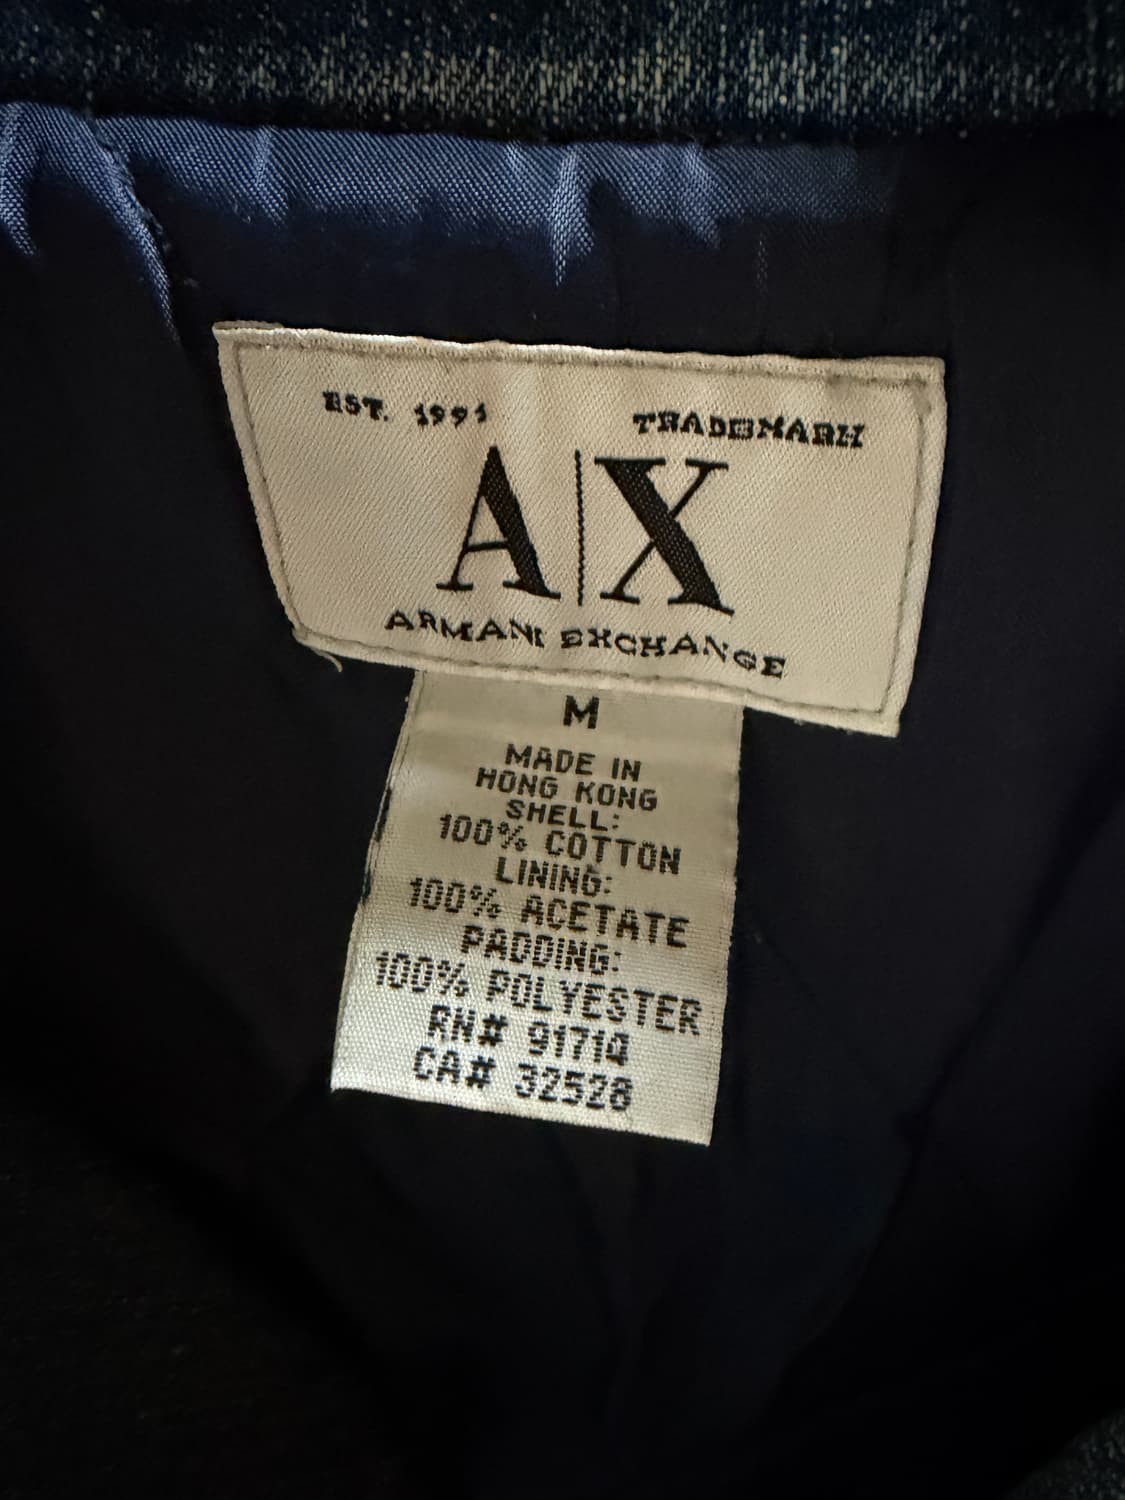 EST. 1991 TRADEMARK
A|X
ARMANI EXCHANGE
M
MADE IN
HONG KONG
SHELL:
100% COTTON
LINING:
100% ACETATE
PADDING:
100% POLYESTER
RN# 91714
CA# 32528